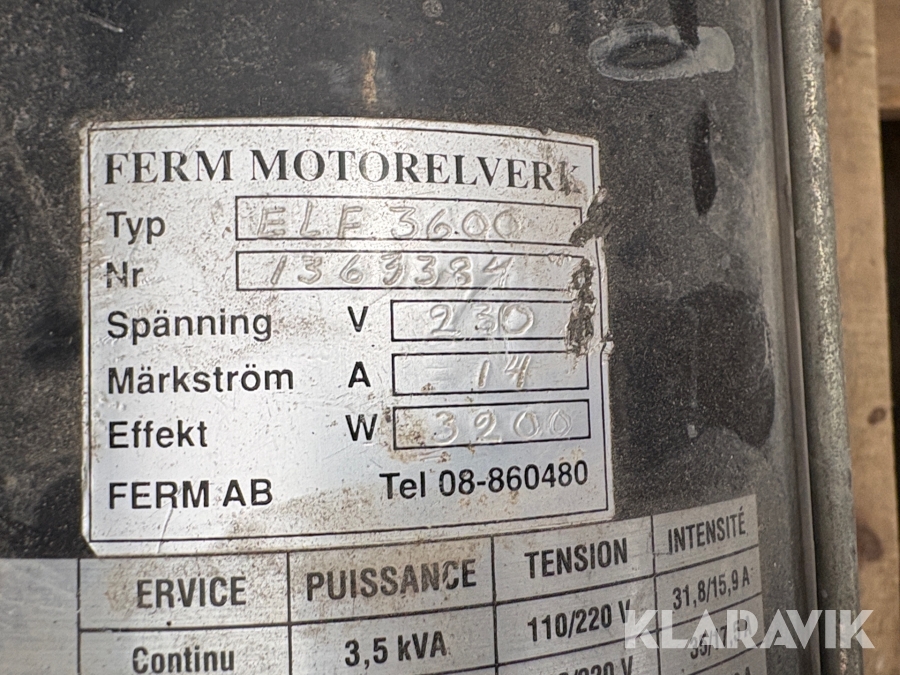 FERM MOTORELVERK
Typ ELF 3600
Nr 1363384
Spänning V 230
Märkström A 14
Effekt W 3200
FERM AB Tel 08-860480
ERVICE PUISSANCE TENSION INTENSITÉ
Continu 3,5 kVA 110/220 V 31,8/15,9 A
KLARAVIK